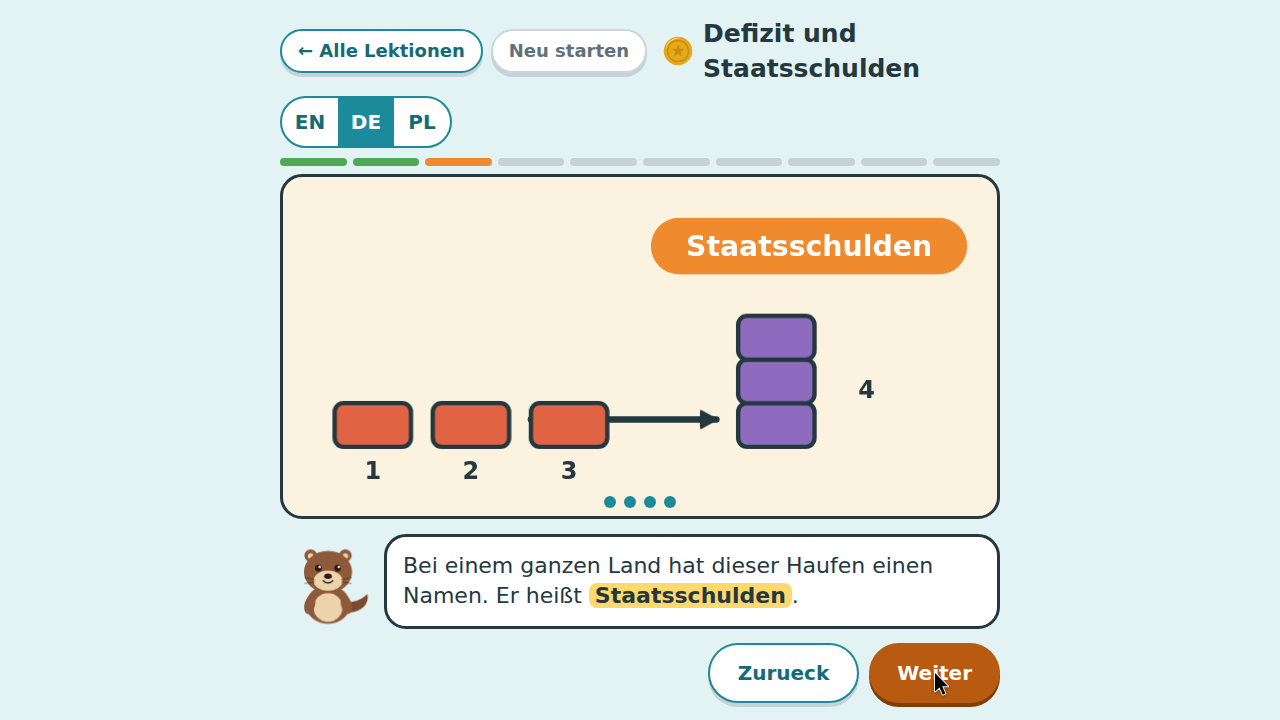 ← Alle Lektionen
Neu starten
Defizit und
Staatsschulden
EN DE PL
Staatsschulden
4
1 2 3
Bei einem ganzen Land hat dieser Haufen einen
Namen. Er heißt Staatsschulden.
Zurueck
Weiter